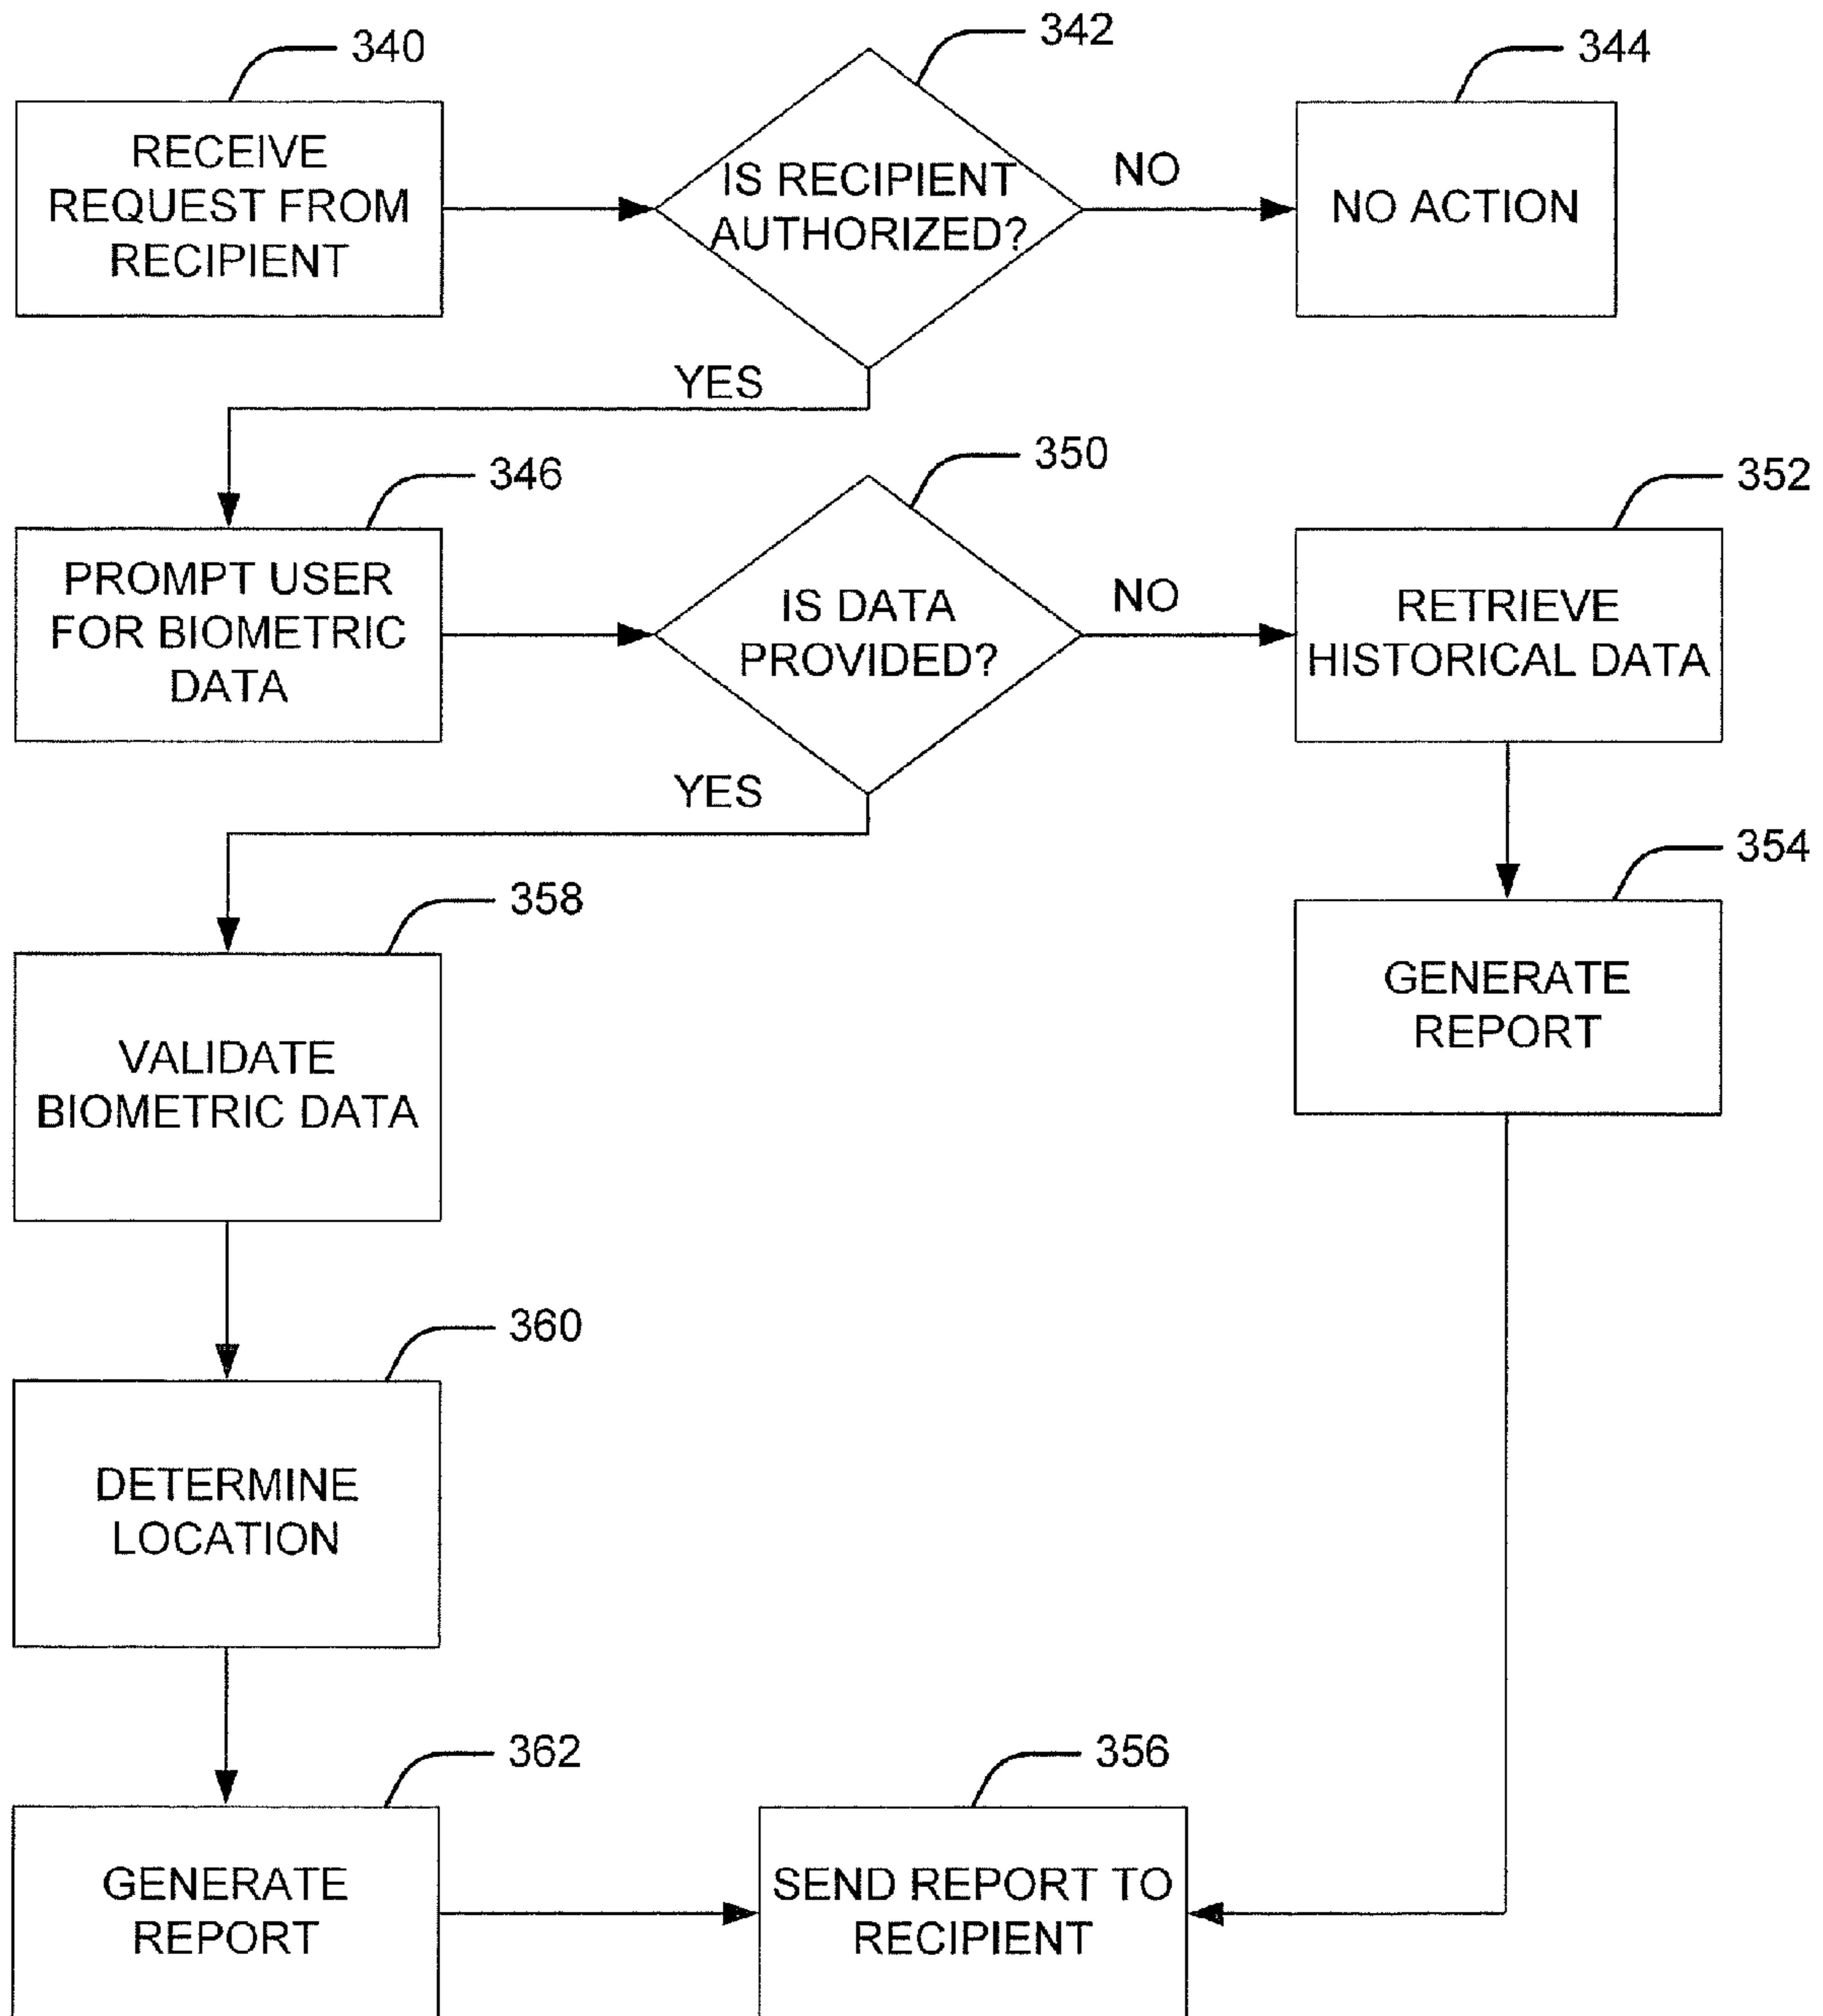 340
342
344
RECEIVE
REQUEST FROM
RECIPIENT
IS RECIPIENT
AUTHORIZED?
NO
NO ACTION
YES
346
350
352
PROMPT USER
FOR BIOMETRIC
DATA
IS DATA
PROVIDED?
NO
RETRIEVE
HISTORICAL DATA
YES
354
358
GENERATE
REPORT
VALIDATE
BIOMETRIC DATA
360
DETERMINE
LOCATION
362
356
GENERATE
REPORT
SEND REPORT TO
RECIPIENT